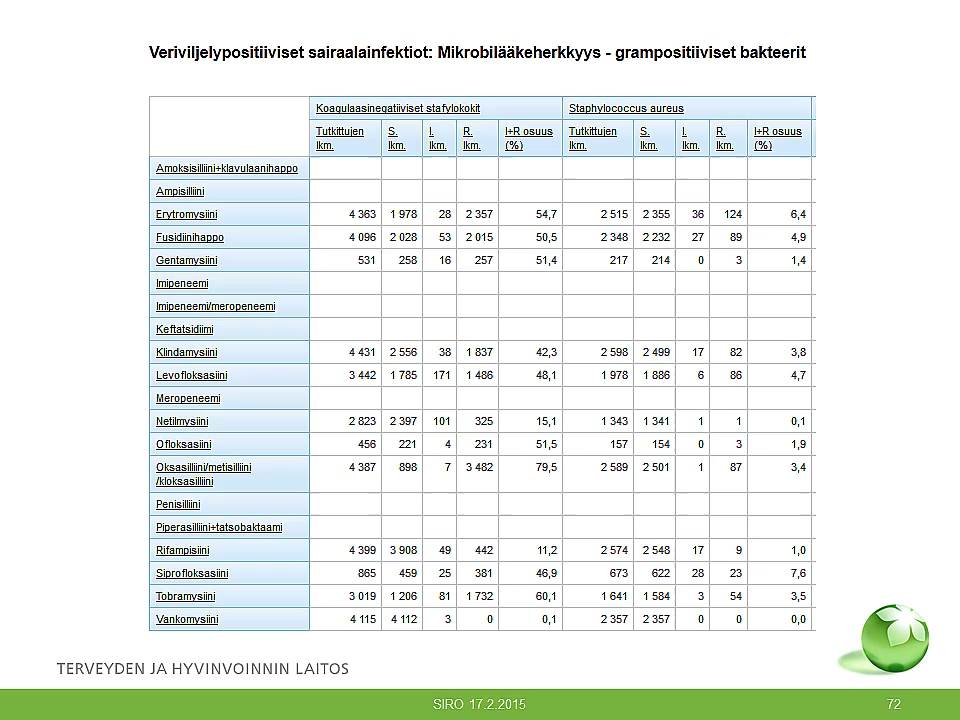 Veriviljelypositiiviset sairaalainfektiot: Mikrobilääkeherkkyys - grampositiiviset bakteerit
Koagulaasinegatiiviset stafylokokit Staphylococcus aureus
Tutkittujen lkm. S. lkm. I. lkm. R. lkm. I+R osuus (%) Tutkittujen lkm. S. lkm. I. lkm. R. lkm. I+R osuus (%)
Amoksisilliini+klavulaanihappo
Ampisilliini
Erytromysiini 4 363 1 978 28 2 357 54,7 2 515 2 355 36 124 6,4
Fusidiinihappo 4 096 2 028 53 2 015 50,5 2 348 2 232 27 89 4,9
Gentamysiini 531 258 16 257 51,4 217 214 0 3 1,4
Imipeneemi
Imipeneemi/meropeneemi
Keftatsidiimi
Klindamysiini 4 431 2 556 38 1 837 42,3 2 598 2 499 17 82 3,8
Levofloksasiini 3 442 1 785 171 1 486 48,1 1 978 1 886 6 86 4,7
Meropeneemi
Netilmysiini 2 823 2 397 101 325 15,1 1 343 1 341 1 1 0,1
Ofloksasiini 456 221 4 231 51,5 157 154 0 3 1,9
Oksasilliini/metisilliini 4 387 898 7 3 482 79,5 2 589 2 501 1 87 3,4
/kloksasilliini
Penisilliini
Piperasilliini+tatsobaktaami
Rifampisiini 4 399 3 908 49 442 11,2 2 574 2 548 17 9 1,0
Siprofloksasiini 865 459 25 381 46,9 673 622 28 23 7,6
Tobramysiini 3 019 1 206 81 1 732 60,1 1 641 1 584 3 54 3,5
Vankomysiini 4 115 4 112 3 0 0,1 2 357 2 357 0 0 0,0
TERVEYDEN JA HYVINVOINNIN LAITOS
SIRO 17.2.2015 72